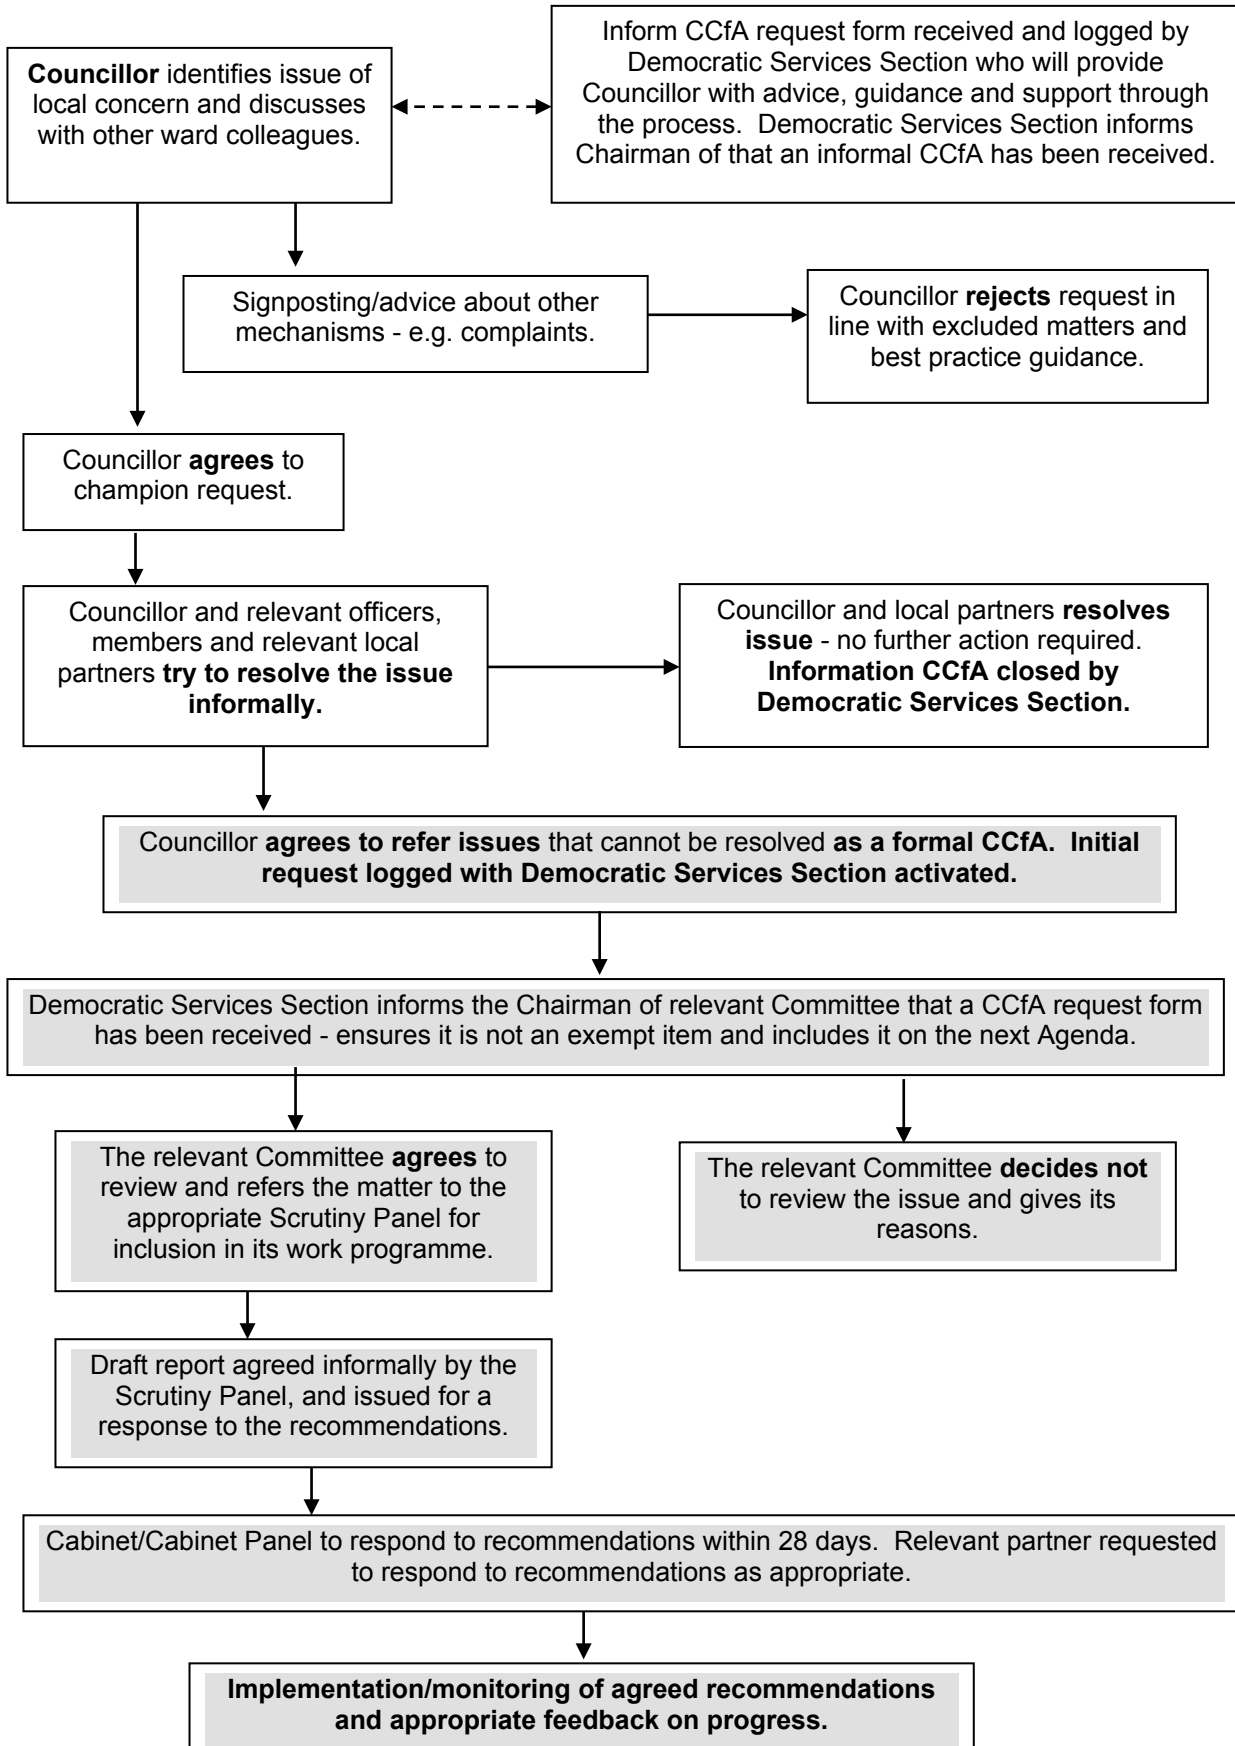 Councillor identifies issue of
local concern and discusses
with other ward colleagues.
Inform CCfA request form received and logged by
Democratic Services Section who will provide
Councillor with advice, guidance and support through
the process.  Democratic Services Section informs
Chairman of that an informal CCfA has been received.
Signposting/advice about other
mechanisms - e.g. complaints.
Councillor rejects request in
line with excluded matters and
best practice guidance.
Councillor agrees to
champion request.
Councillor and relevant officers,
members and relevant local
partners try to resolve the issue
informally.
Councillor and local partners resolves
issue - no further action required.
Information CCfA closed by
Democratic Services Section.
Councillor agrees to refer issues that cannot be resolved as a formal CCfA.  Initial
request logged with Democratic Services Section activated.
Democratic Services Section informs the Chairman of relevant Committee that a CCfA request form
has been received - ensures it is not an exempt item and includes it on the next Agenda.
The relevant Committee agrees to
review and refers the matter to the
appropriate Scrutiny Panel for
inclusion in its work programme.
The relevant Committee decides not
to review the issue and gives its
reasons.
Draft report agreed informally by the
Scrutiny Panel, and issued for a
response to the recommendations.
Cabinet/Cabinet Panel to respond to recommendations within 28 days.  Relevant partner requested
to respond to recommendations as appropriate.
Implementation/monitoring of agreed recommendations
and appropriate feedback on progress.